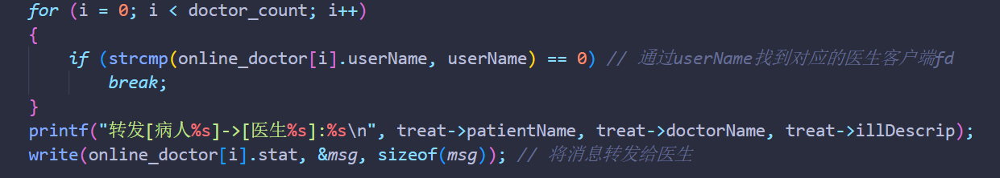 for (i = 0; i < doctor_count; i++)
{
if (strcmp(online_doctor[i].userName, userName) == 0) // 通过userName找到对应的医生客户端fd
break;
}
printf("转发[病人%s]->[医生%s]:%s\n", treat->patientName, treat->doctorName, treat->illDescrip);
write(online_doctor[i].stat, &msg, sizeof(msg)); // 将消息转发给医生